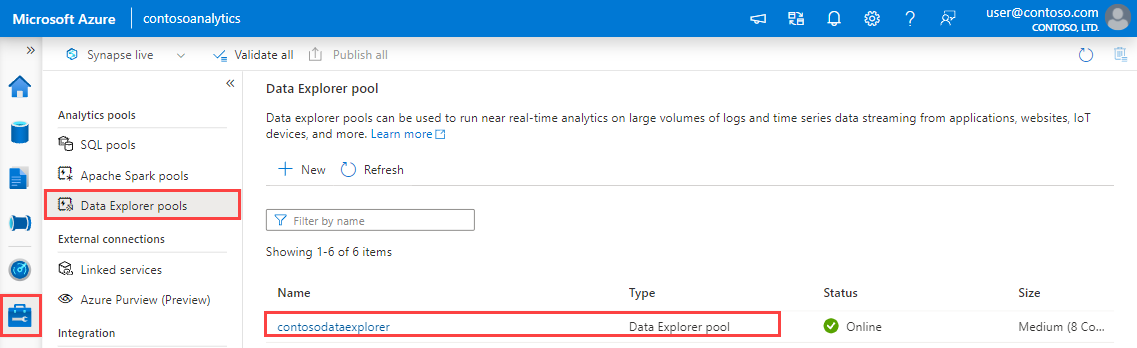 Microsoft Azure contosoanalytics user@contoso.com
CONTOSO, LTD.
Synapse live Validate all Publish all
Analytics pools
SQL pools
Apache Spark pools
Data Explorer pools
External connections
Linked services
Azure Purview (Preview)
Integration
Data Explorer pool
Data explorer pools can be used to run near real-time analytics on large volumes of logs and time series data streaming from applications, websites, IoT
devices, and more. Learn more
New Refresh
Filter by name
Showing 1-6 of 6 items
Name Type Status Size
contosodataexplorer Data Explorer pool Online Medium (8 Co...